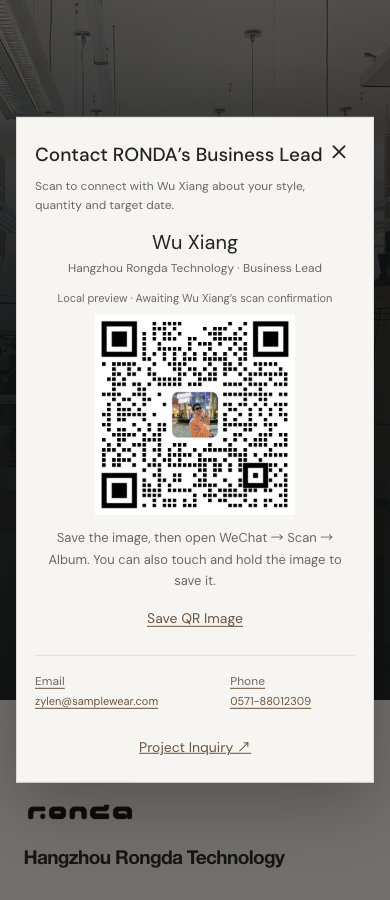 Contact RONDA’s Business Lead
Scan to connect with Wu Xiang about your style,
quantity and target date.
Wu Xiang
Hangzhou Rongda Technology · Business Lead
Local preview · Awaiting Wu Xiang’s scan confirmation
Save the image, then open WeChat → Scan →
Album. You can also touch and hold the image to
save it.
Save QR Image
Email
Phone
zylen@samplewear.com
0571-88012309
Project Inquiry ↗
ronda
Hangzhou Rongda Technology